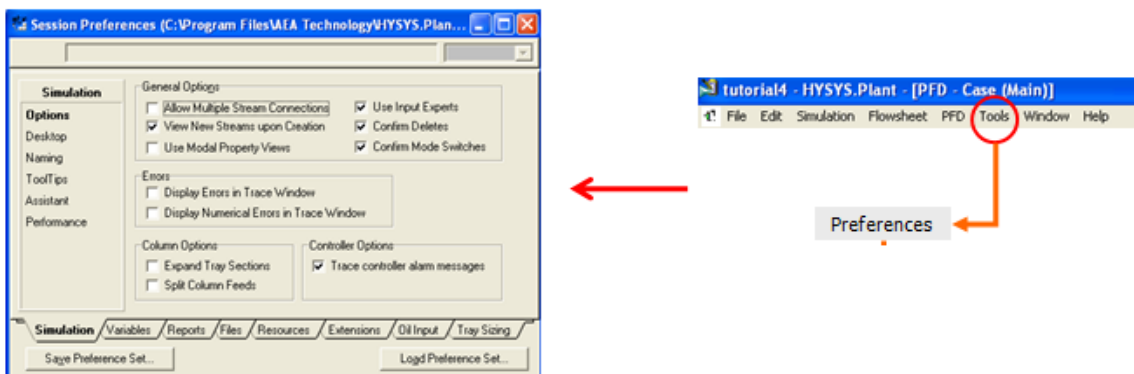 Session Preferences (C:\Program Files\AEA Technology\HYSYS.Plan...
Simulation
Options
Desktop
Naming
ToolTips
Assistant
Performance
General Options
Allow Multiple Stream Connections
View New Streams upon Creation
Use Modal Property Views
Use Input Experts
Confirm Deletes
Confirm Mode Switches
Errors
Display Errors in Trace Window
Display Numerical Errors in Trace Window
Column Options
Expand Tray Sections
Split Column Feeds
Controller Options
Trace controller alarm messages
Simulation Variables Reports Files Resources Extensions Oil Input Tray Sizing
Save Preference Set...
Load Preference Set...
tutorial4 - HYSYS.Plant - [PFD - Case (Main)]
File Edit Simulation Flowsheet PFD Tools Window Help
Preferences